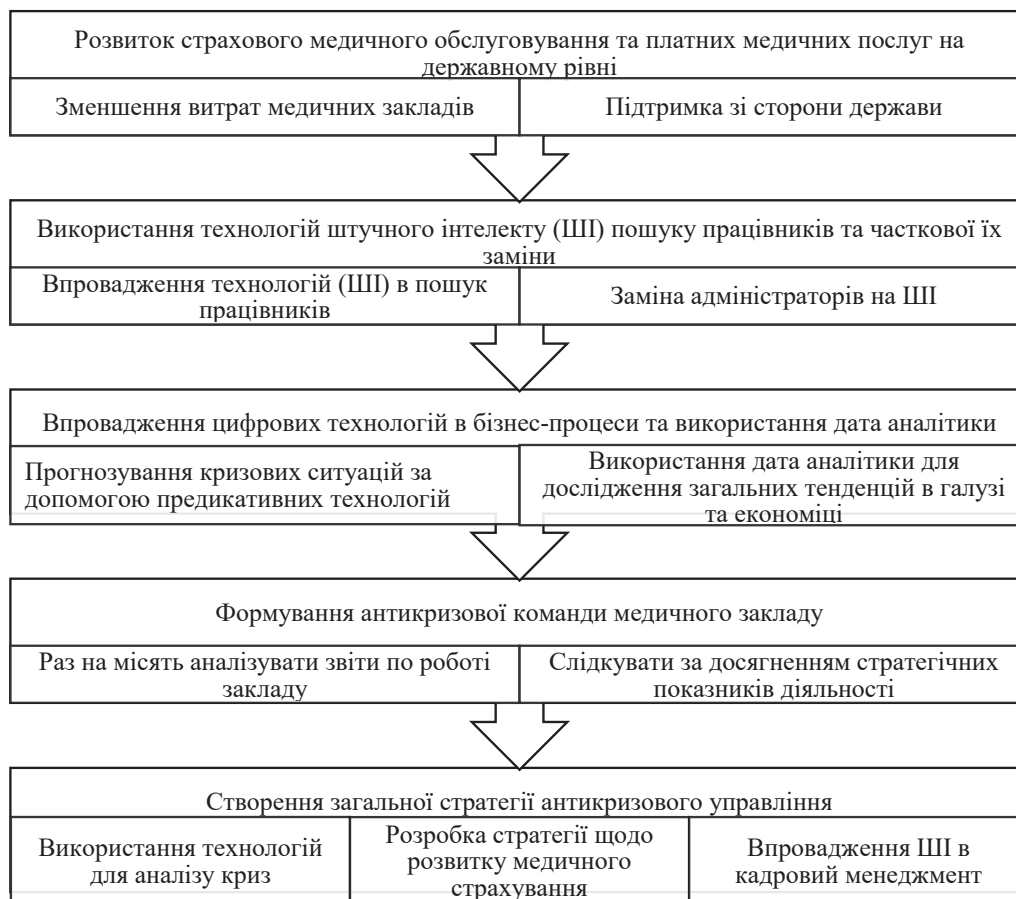 Розвиток страхового медичного обслуговування та платних медичних послуг на
державному рівні
Зменшення витрат медичних закладів
Підтримка зі сторони держави
Використання технологій штучного інтелекту (ШІ) пошуку працівників та часткової їх
заміни
Впровадження технологій (ШІ) в пошук
працівників
Заміна адміністраторів на ШІ
Впровадження цифрових технологій в бізнес-процеси та використання дата аналітики
Прогнозування кризових ситуацій за
допомогою предикативних технологій
Використання дата аналітики для
дослідження загальних тенденцій в галузі
та економіці
Формування антикризової команди медичного закладу
Раз на місять аналізувати звіти по роботі
закладу
Слідкувати за досягненням стратегічних
показників діяльності
Створення загальної стратегії антикризового управління
Використання технологій
для аналізу криз
Розробка стратегії щодо
розвитку медичного
страхування
Впровадження ШІ в
кадровий менеджмент